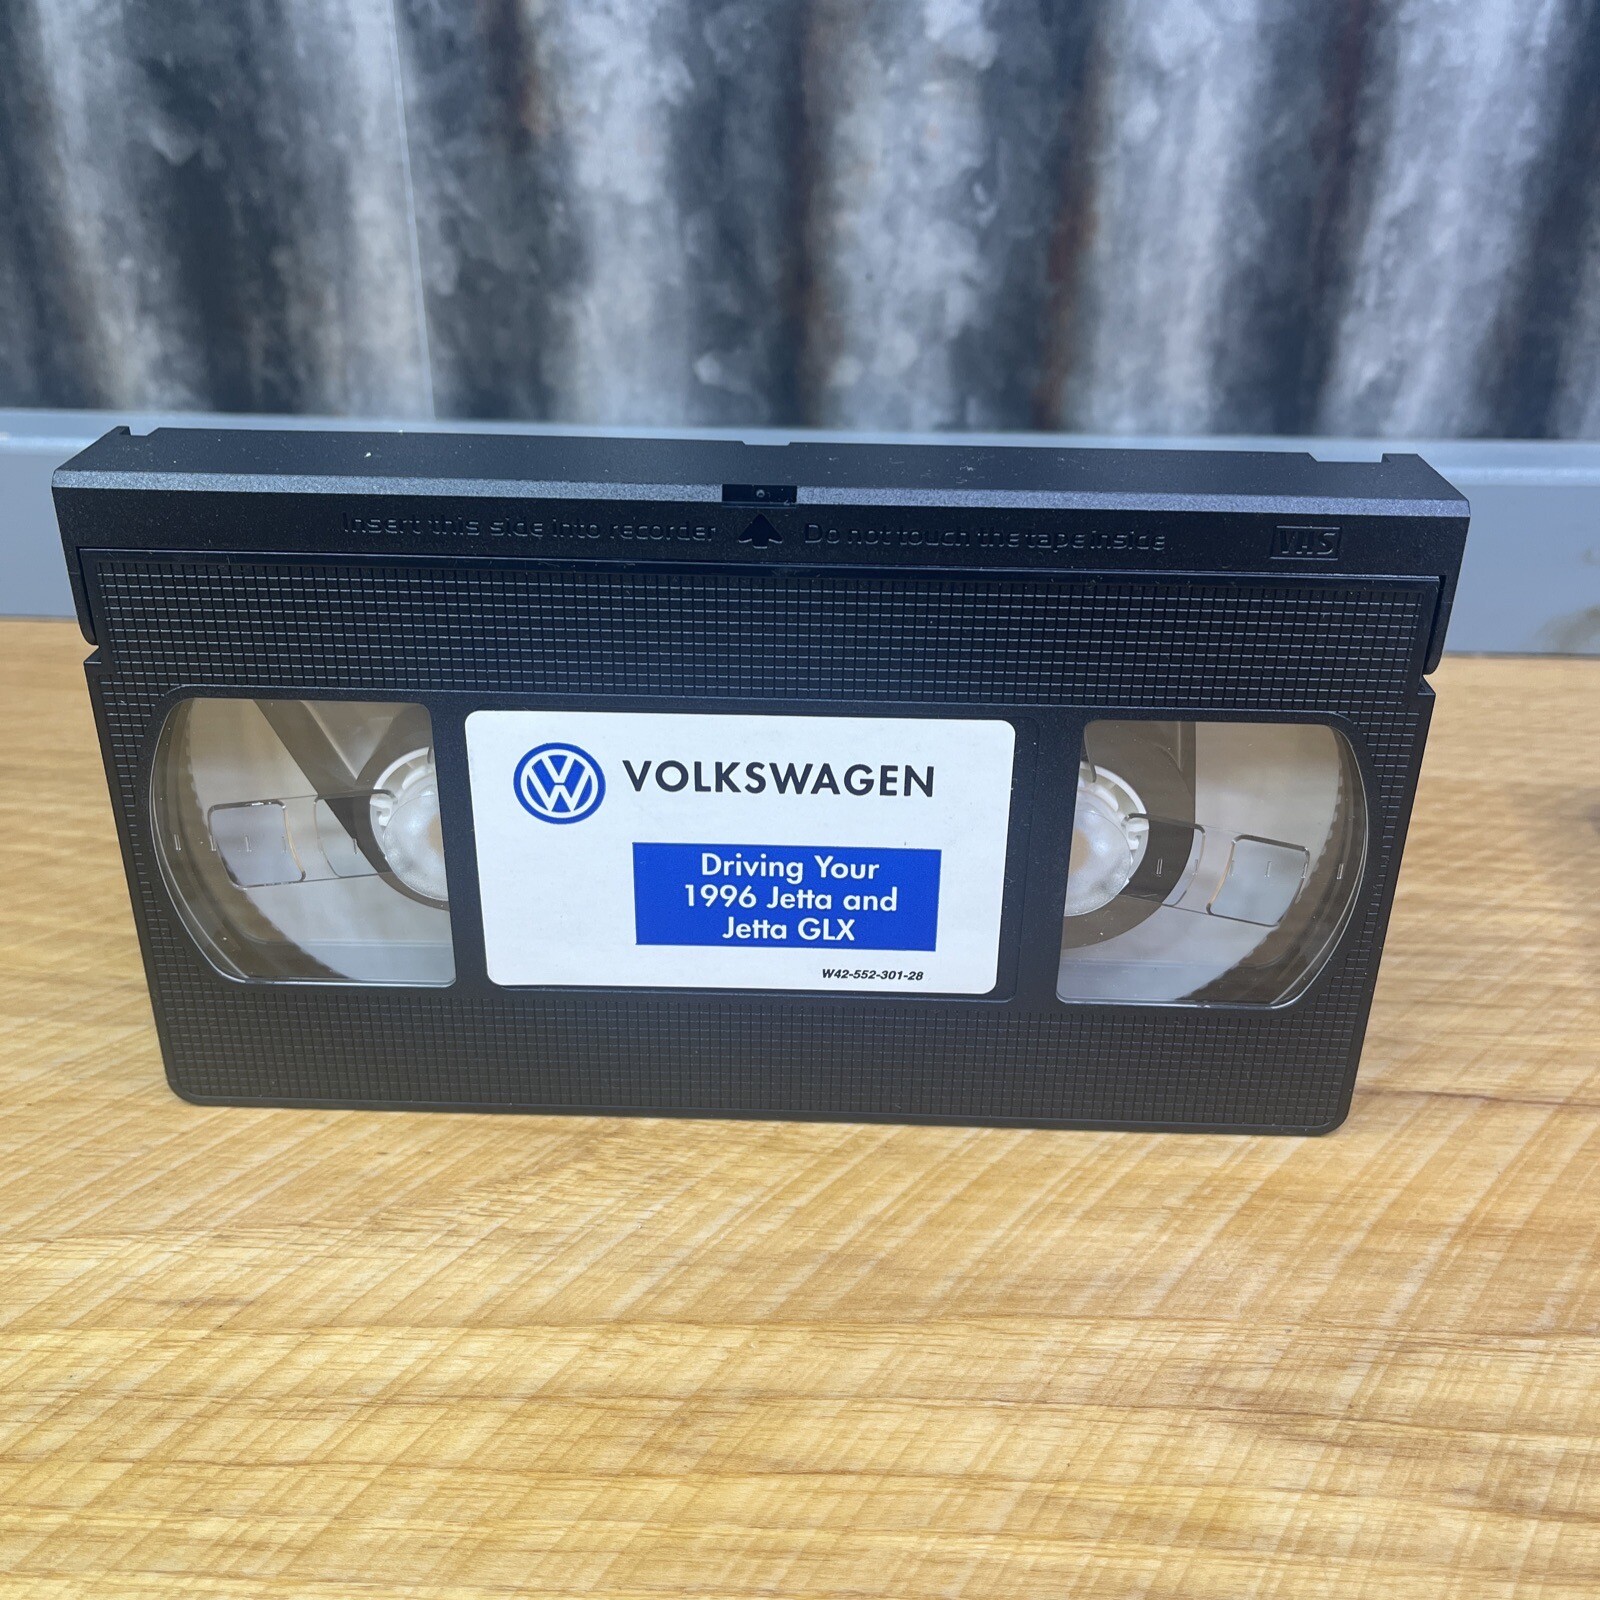 Insert this side into recorder Do not touch the tape inside VHS
VOLKSWAGEN
Driving Your
1996 Jetta and
Jetta GLX
W42-552-301-28